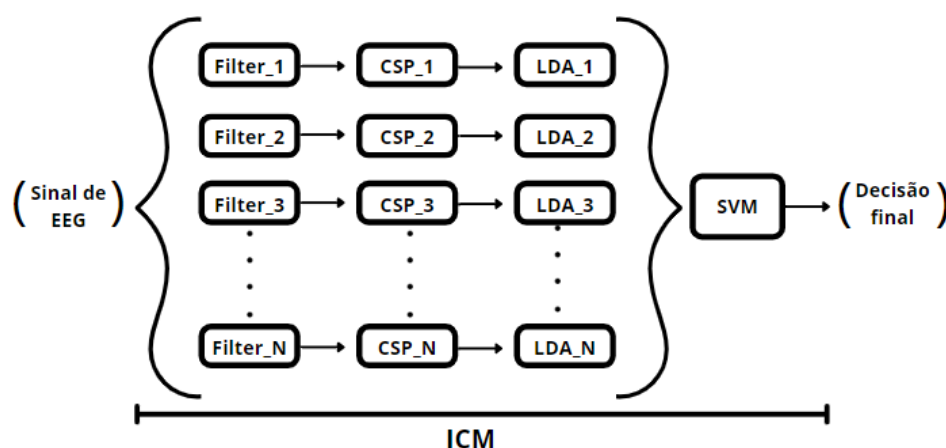 Filter_1 CSP_1 LDA_1
Filter_2 CSP_2 LDA_2
(Sinal de
EEG)
Filter_3 CSP_3 LDA_3
SVM
(Decisão
final)
Filter_N CSP_N LDA_N
ICM